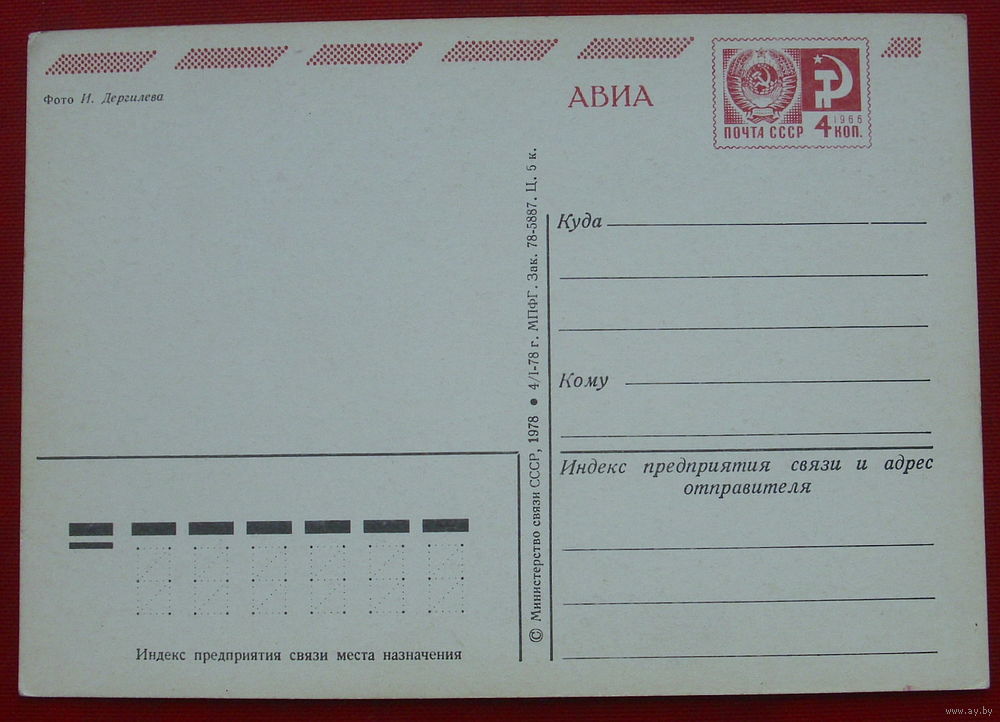 Фото И. Дергилева
АВИА
1966
ПОЧТА СССР 4 КОП.
Куда
Кому
Индекс предприятия связи и адрес
отправителя
© Министерство связи СССР, 1978 ● 4/I-78 г. МПФГ. Зак. 78-5887. Ц. 5 к.
Индекс предприятия связи места назначения
www.ay.by